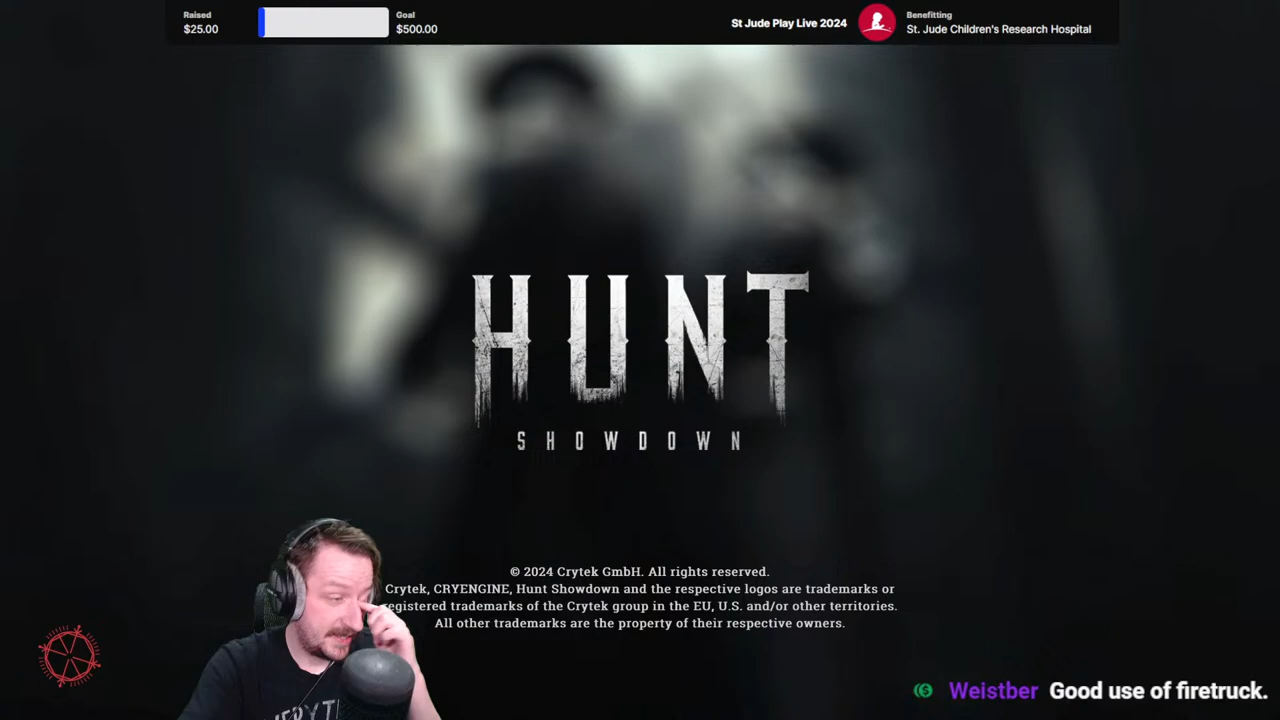 Raised
$25.00
Goal
$500.00
St Jude Play Live 2024
Benefitting
St. Jude Children's Research Hospital
HUNT
SHOWDOWN
© 2024 Crytek GmbH. All rights reserved.
Crytek, CRYENGINE, Hunt Showdown and the respective logos are trademarks or
registered trademarks of the Crytek group in the EU, U.S. and/or other territories.
All other trademarks are the property of their respective owners.
Weistber Good use of firetruck.